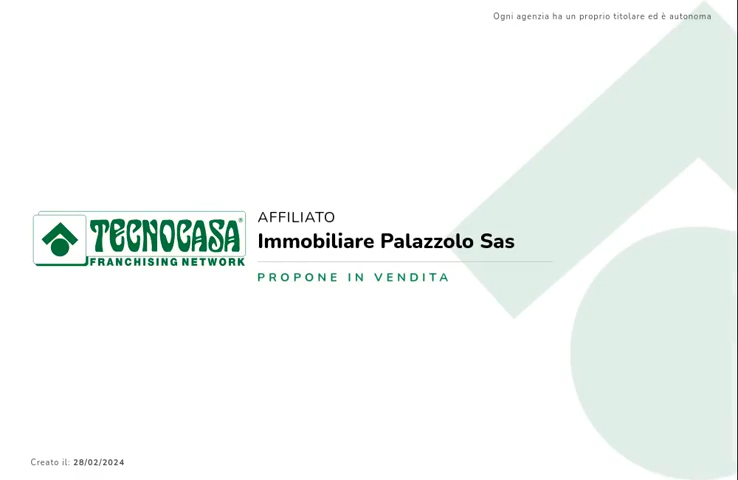 Ogni agenzia ha un proprio titolare ed è autonoma
TECNOCASA®
FRANCHISING NETWORK
AFFILIATO
Immobiliare Palazzolo Sas
PROPONE IN VENDITA
Creato il: 28/02/2024